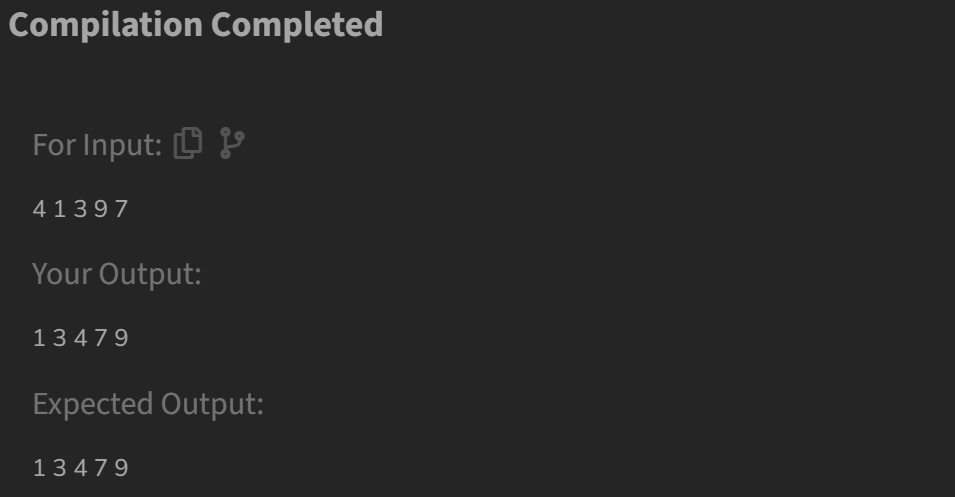 Compilation Completed
For Input:
4 1 3 9 7
Your Output:
1 3 4 7 9
Expected Output:
1 3 4 7 9